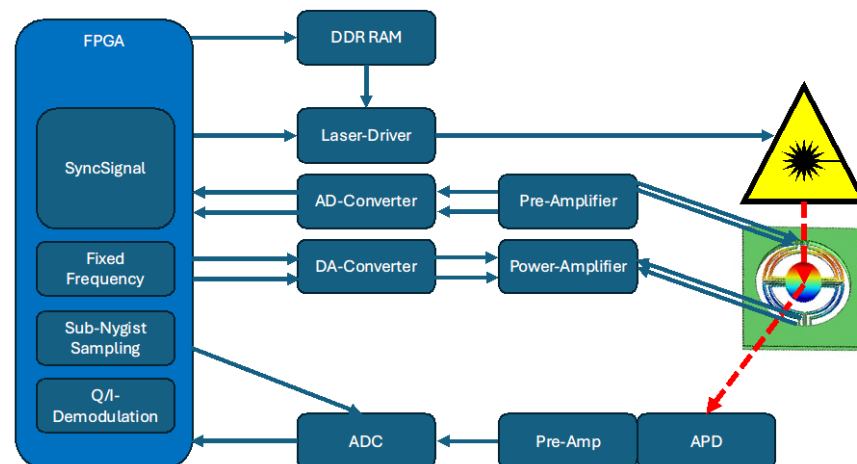 FPGA
DDR RAM
SyncSignal
Laser-Driver
AD-Converter
Pre-Amplifier
Fixed
Frequency
DA-Converter
Power-Amplifier
Sub-Nygist
Sampling
Q/I-
Demodulation
ADC
Pre-Amp
APD